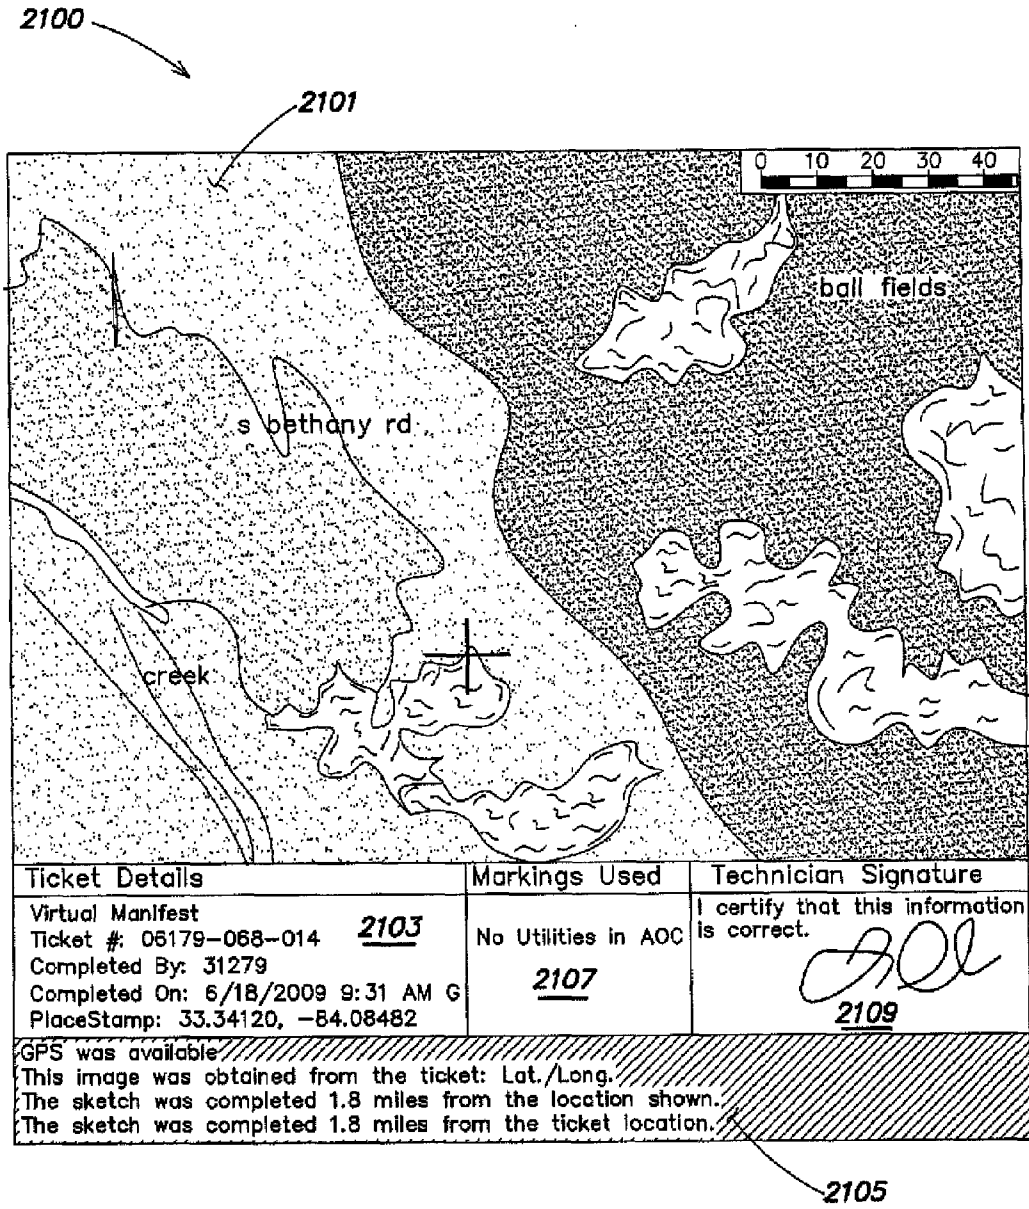 2100
2101
0 10 20 30 40
ball fields
s bethany rd
creek
Ticket Details
Virtual Manifest
Ticket #: 06179-068-014
2103
Completed By: 31279
Completed On: 6/18/2009 9:31 AM G
PlaceStamp: 33.34120, -84.08482
Markings Used
No Utilities in AOC
2107
Technician Signature
I certify that this information
is correct.
2109
GPS was available
This image was obtained from the ticket: Lat./Long.
The sketch was completed 1.8 miles from the location shown.
The sketch was completed 1.8 miles from the ticket location.
2105